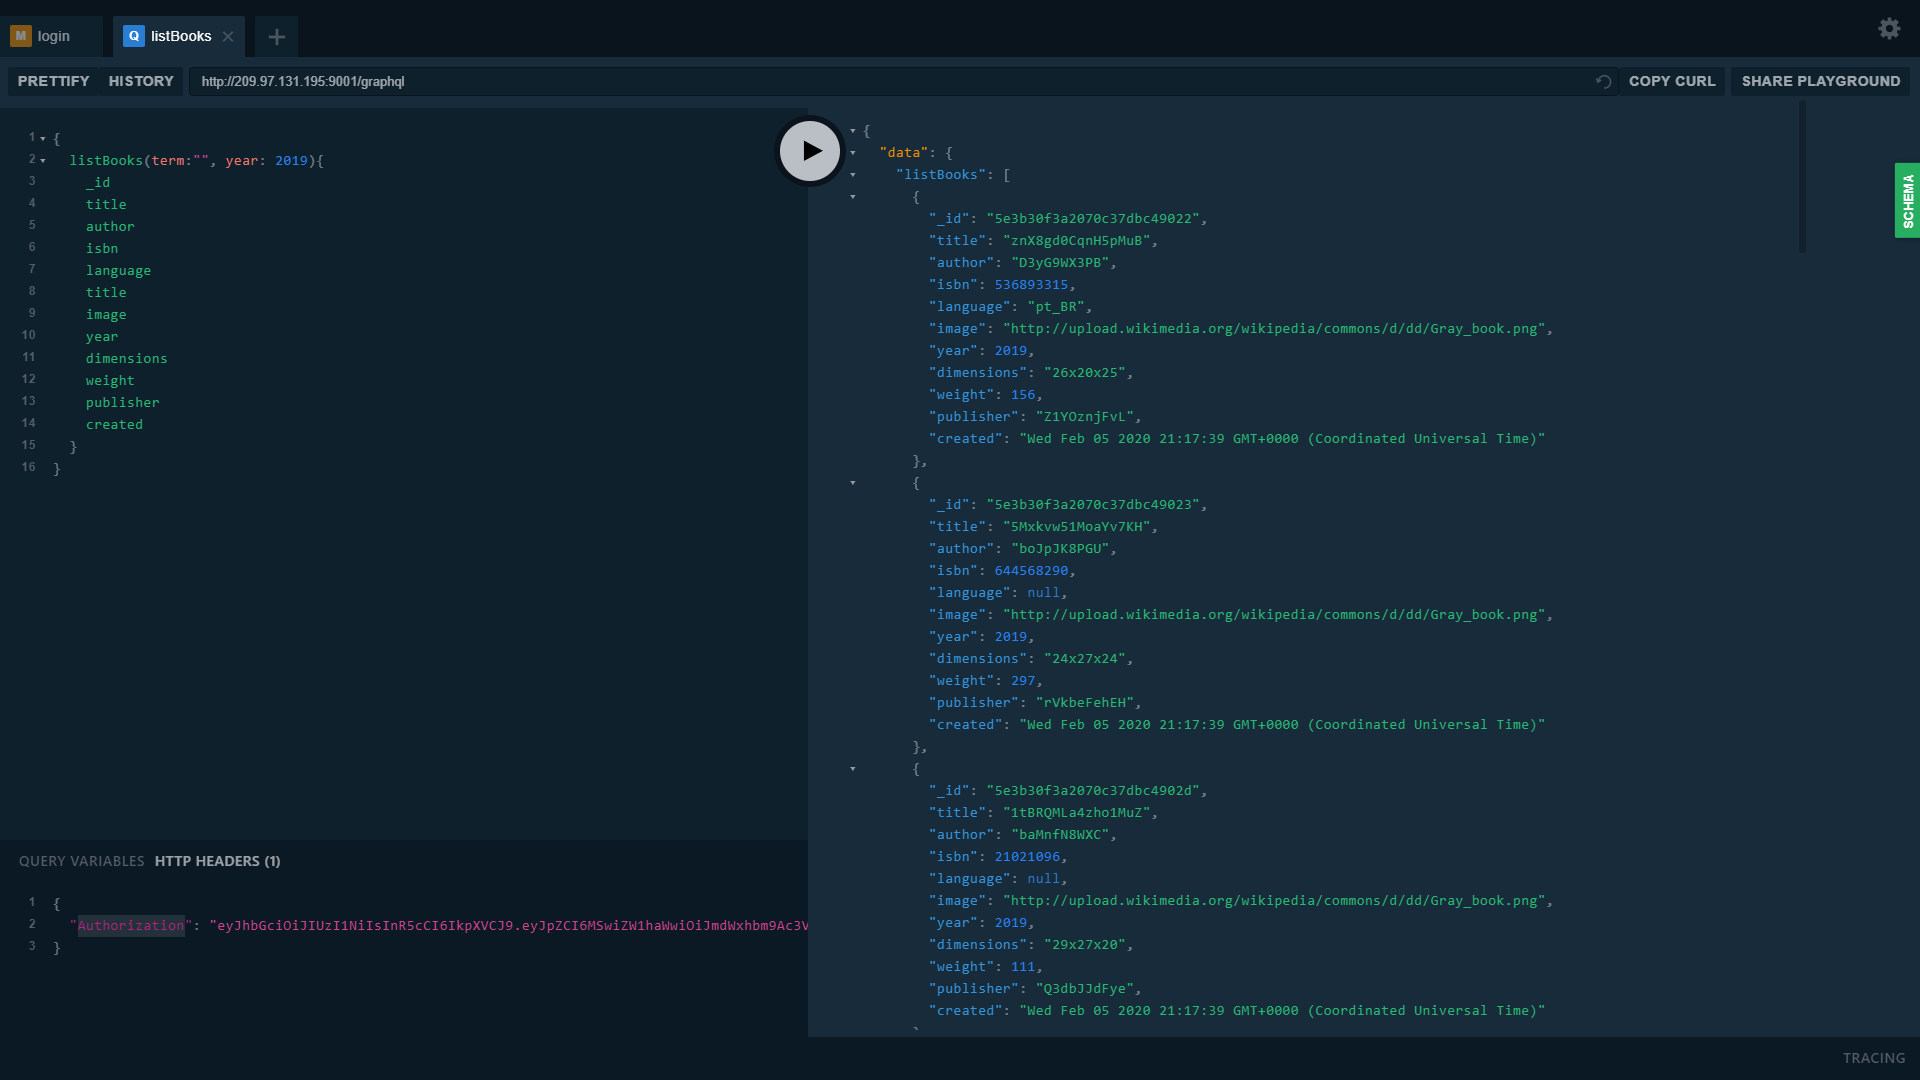 M login
Q listBooks
PRETTIFY HISTORY http://209.97.131.195:9001/graphql COPY CURL SHARE PLAYGROUND
1 {
2 listBooks(term:"", year: 2019){
3 _id
4 title
5 author
6 isbn
7 language
8 title
9 image
10 year
11 dimensions
12 weight
13 publisher
14 created
15 }
16 }
QUERY VARIABLES HTTP HEADERS (1)
1 {
2 "Authorization": "eyJhbGciOiJIUzI1NiIsInR5cCI6IkpXVCJ9.eyJpZCI6MSwiZW1haWwiOiJmdWxhbm9Ac3V
3 }
{
"data": {
"listBooks": [
{
"_id": "5e3b30f3a2070c37dbc49022",
"title": "znX8gd0CqnH5pMuB",
"author": "D3yG9WX3PB",
"isbn": 536893315,
"language": "pt_BR",
"image": "http://upload.wikimedia.org/wikipedia/commons/d/dd/Gray_book.png",
"year": 2019,
"dimensions": "26x20x25",
"weight": 156,
"publisher": "Z1YOznjFvL",
"created": "Wed Feb 05 2020 21:17:39 GMT+0000 (Coordinated Universal Time)"
},
{
"_id": "5e3b30f3a2070c37dbc49023",
"title": "5Mxkvw51MoaYv7KH",
"author": "boJpJK8PGU",
"isbn": 644568290,
"language": null,
"image": "http://upload.wikimedia.org/wikipedia/commons/d/dd/Gray_book.png",
"year": 2019,
"dimensions": "24x27x24",
"weight": 297,
"publisher": "rVkbeFehEH",
"created": "Wed Feb 05 2020 21:17:39 GMT+0000 (Coordinated Universal Time)"
},
{
"_id": "5e3b30f3a2070c37dbc4902d",
"title": "1tBRQMLa4zho1MuZ",
"author": "baMnfN8WXC",
"isbn": 21021096,
"language": null,
"image": "http://upload.wikimedia.org/wikipedia/commons/d/dd/Gray_book.png",
"year": 2019,
"dimensions": "29x27x20",
"weight": 111,
"publisher": "Q3dbJJdFye",
"created": "Wed Feb 05 2020 21:17:39 GMT+0000 (Coordinated Universal Time)"
SCHEMA
TRACING